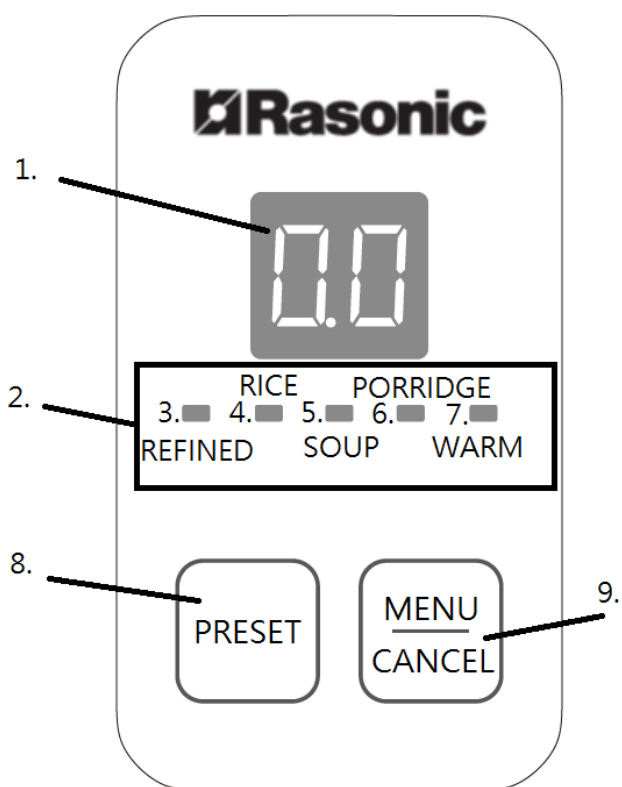 Rasonic
1.
0.0
2.
RICE PORRIDGE
3. 4. 5. 6. 7.
REFINED SOUP WARM
8.
PRESET
9.
MENU
CANCEL